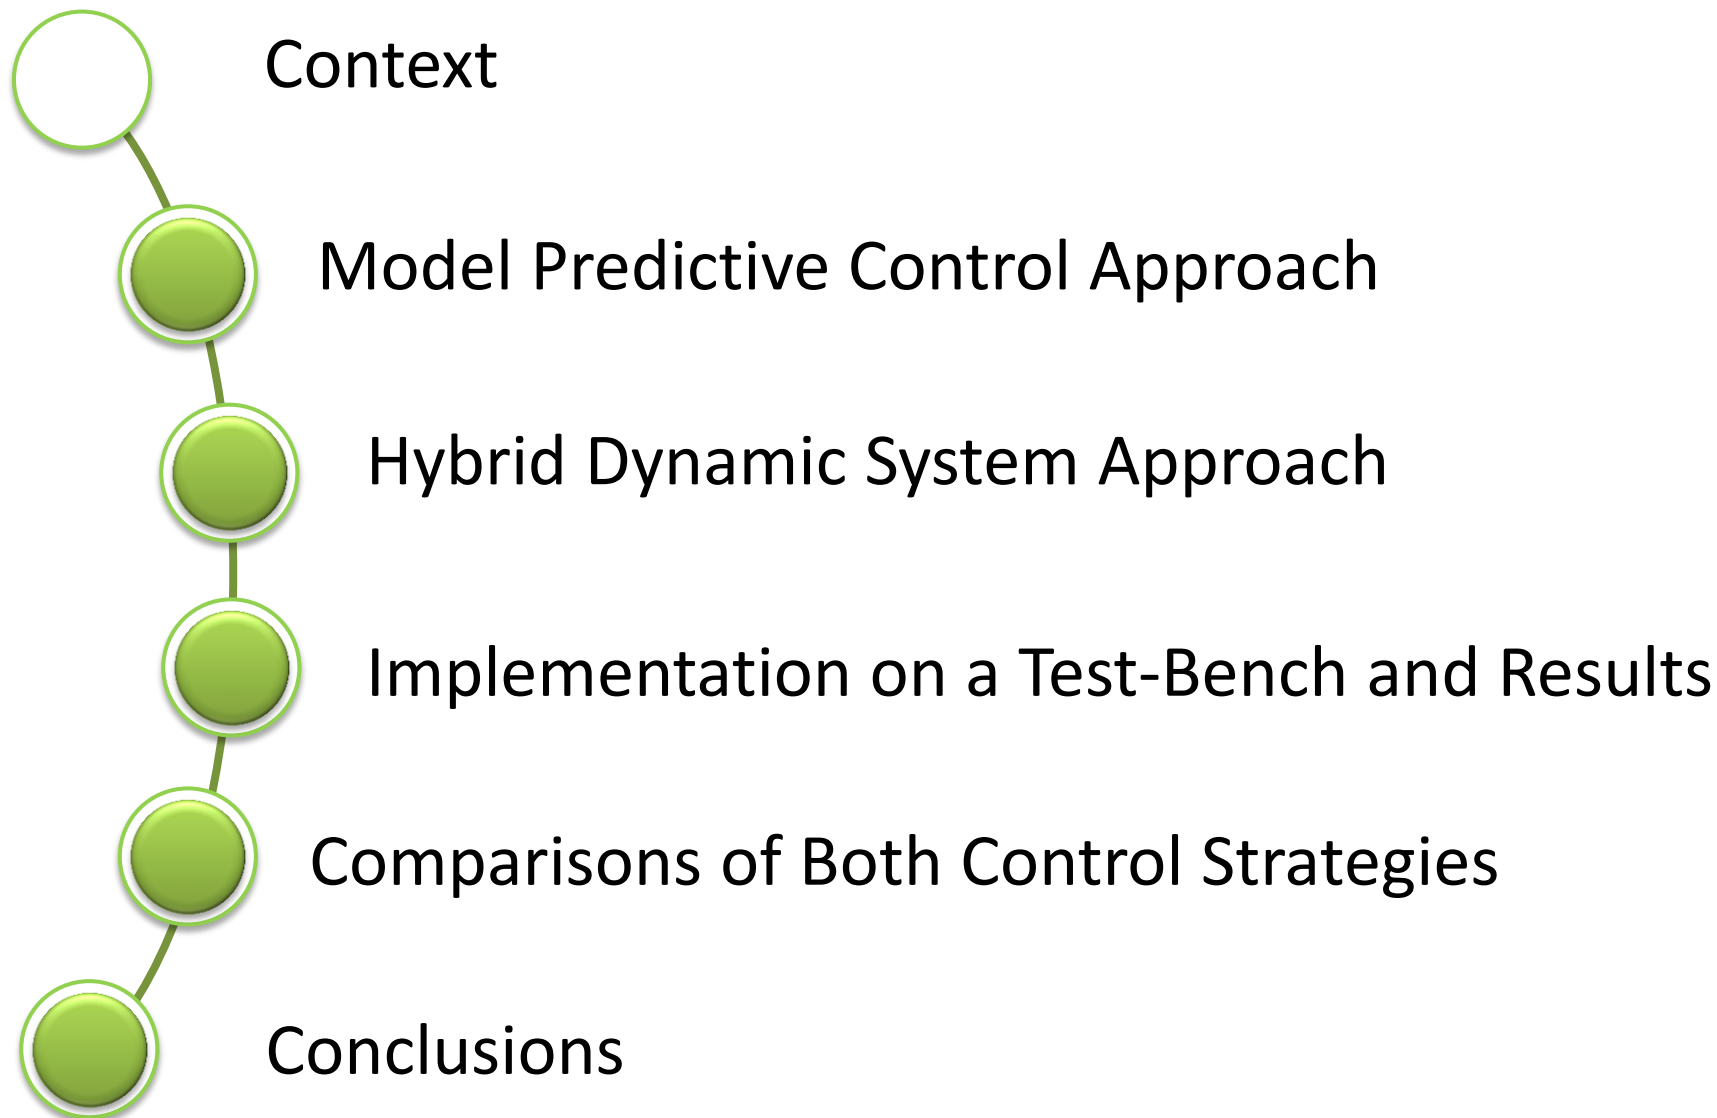 Context
Model Predictive Control Approach
Hybrid Dynamic System Approach
Implementation on a Test-Bench and Results
Comparisons of Both Control Strategies
Conclusions